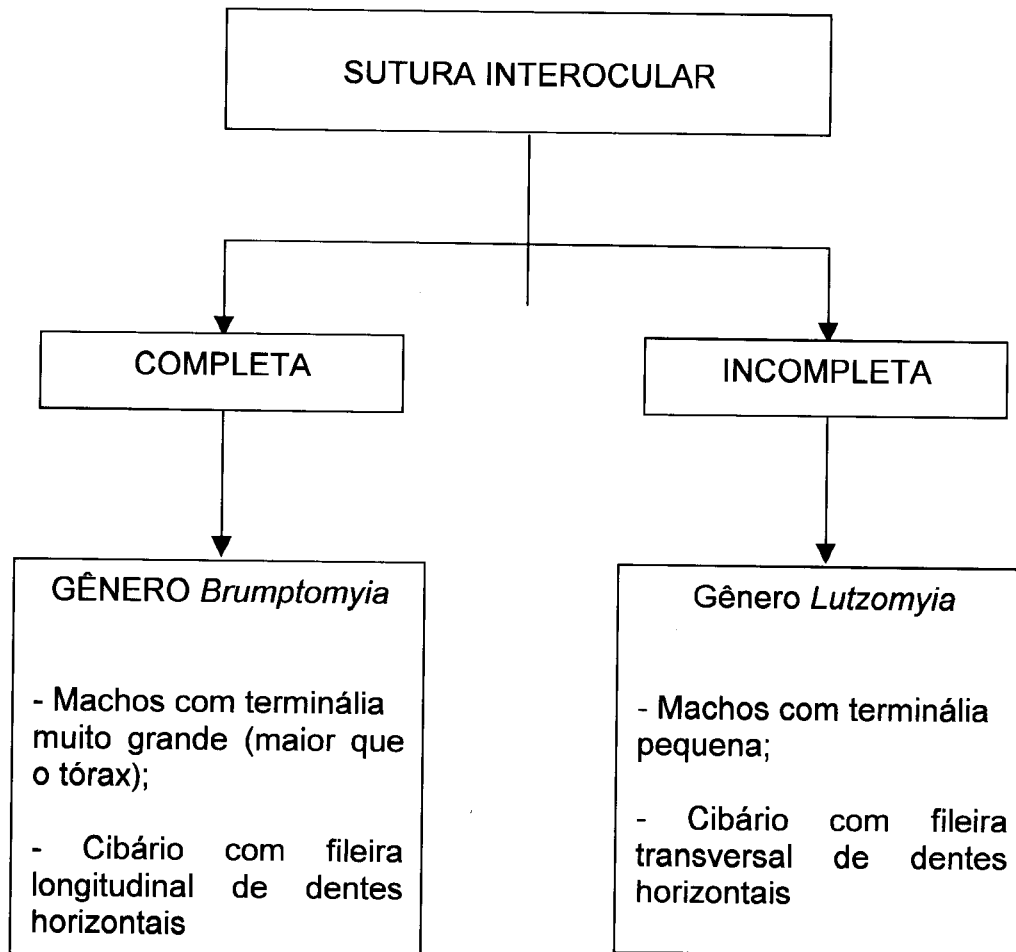 SUTURA INTEROCULAR
COMPLETA
INCOMPLETA
GÊNERO Brumptomyia
- Machos com terminália
muito grande (maior que
o tórax);
- Cibário com fileira
longitudinal de dentes
horizontais
Gênero Lutzomyia
- Machos com terminália
pequena;
- Cibário com fileira
transversal de dentes
horizontais